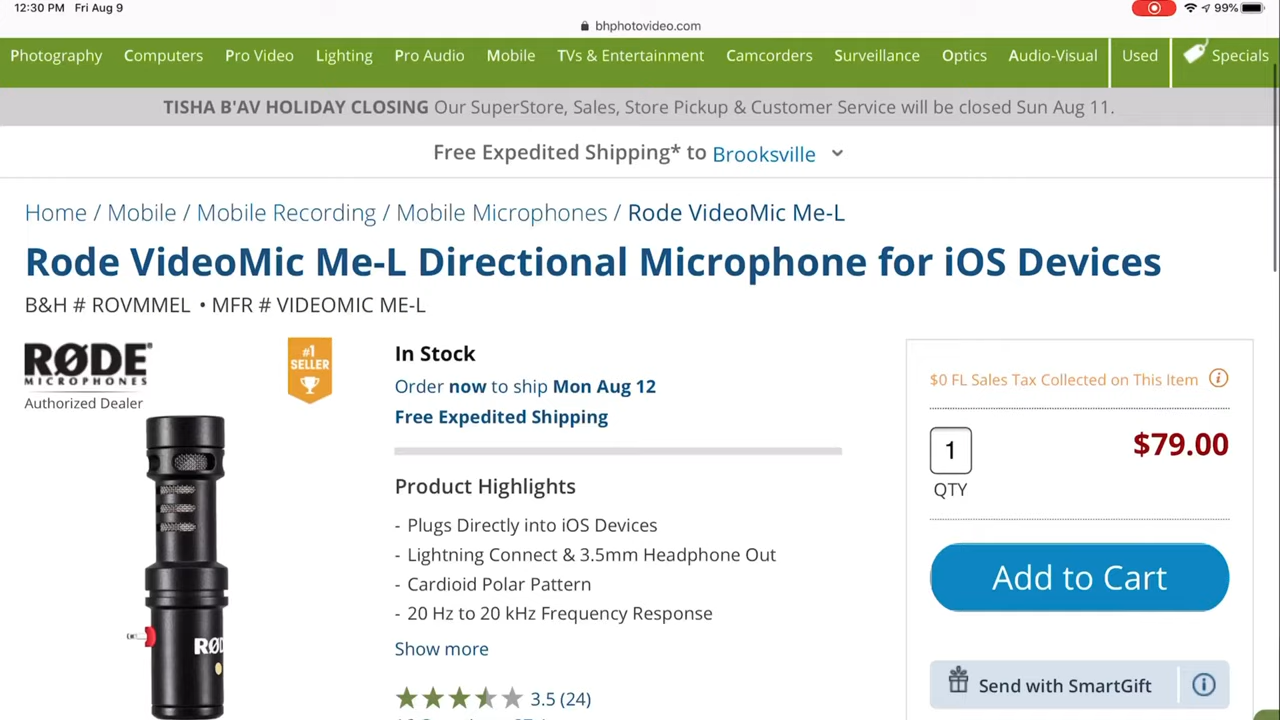 12:30 PM Fri Aug 9
99%
bhphotovideo.com
Photography Computers Pro Video Lighting Pro Audio Mobile TVs & Entertainment Camcorders Surveillance Optics Audio-Visual Used Specials
TISHA B'AV HOLIDAY CLOSING Our SuperStore, Sales, Store Pickup & Customer Service will be closed Sun Aug 11.
Free Expedited Shipping* to Brooksville
Home / Mobile / Mobile Recording / Mobile Microphones / Rode VideoMic Me-L
Rode VideoMic Me-L Directional Microphone for iOS Devices
B&H # ROVMMEL • MFR # VIDEOMIC ME-L
RØDE
MICROPHONES
Authorized Dealer
#1
SELLER
RØD
In Stock
Order now to ship Mon Aug 12
Free Expedited Shipping
Product Highlights
- Plugs Directly into iOS Devices
- Lightning Connect & 3.5mm Headphone Out
- Cardioid Polar Pattern
- 20 Hz to 20 kHz Frequency Response
Show more
3.5 (24)
$0 FL Sales Tax Collected on This Item
1
$79.00
QTY
Add to Cart
Send with SmartGift